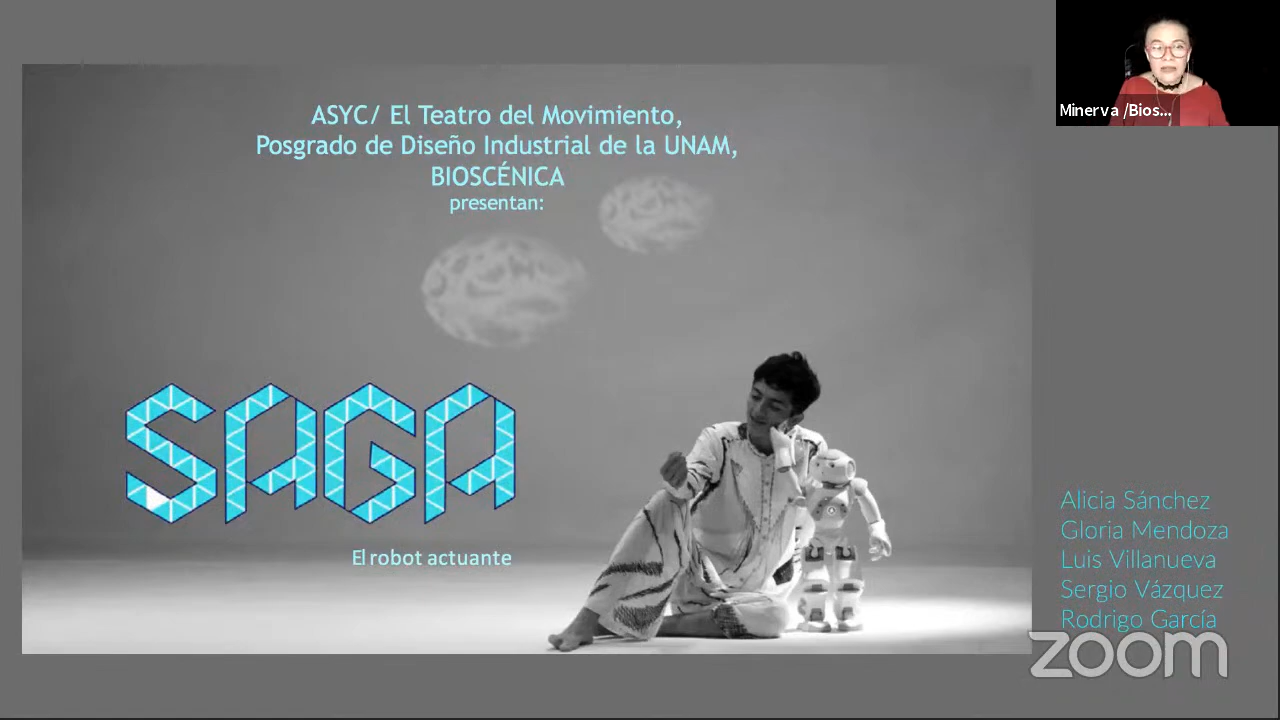 ASYC/ El Teatro del Movimiento,
Posgrado de Diseño Industrial de la UNAM,
BIOSCÉNICA
presentan:
SAGA
El robot actuante
Minerva /Bios...
Alicia Sánchez
Gloria Mendoza
Luis Villanueva
Sergio Vázquez
Rodrigo García
zoom